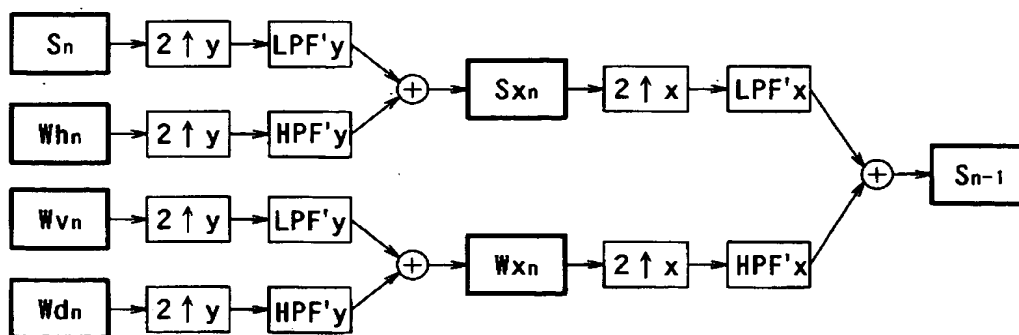 Sn 2 ↑ y LPF'y
Whn 2 ↑ y HPF'y
Wvn 2 ↑ y LPF'y
Wdn 2 ↑ y HPF'y
+
+
Sxn 2 ↑ x LPF'x
Wxn 2 ↑ x HPF'x
+
Sn-1